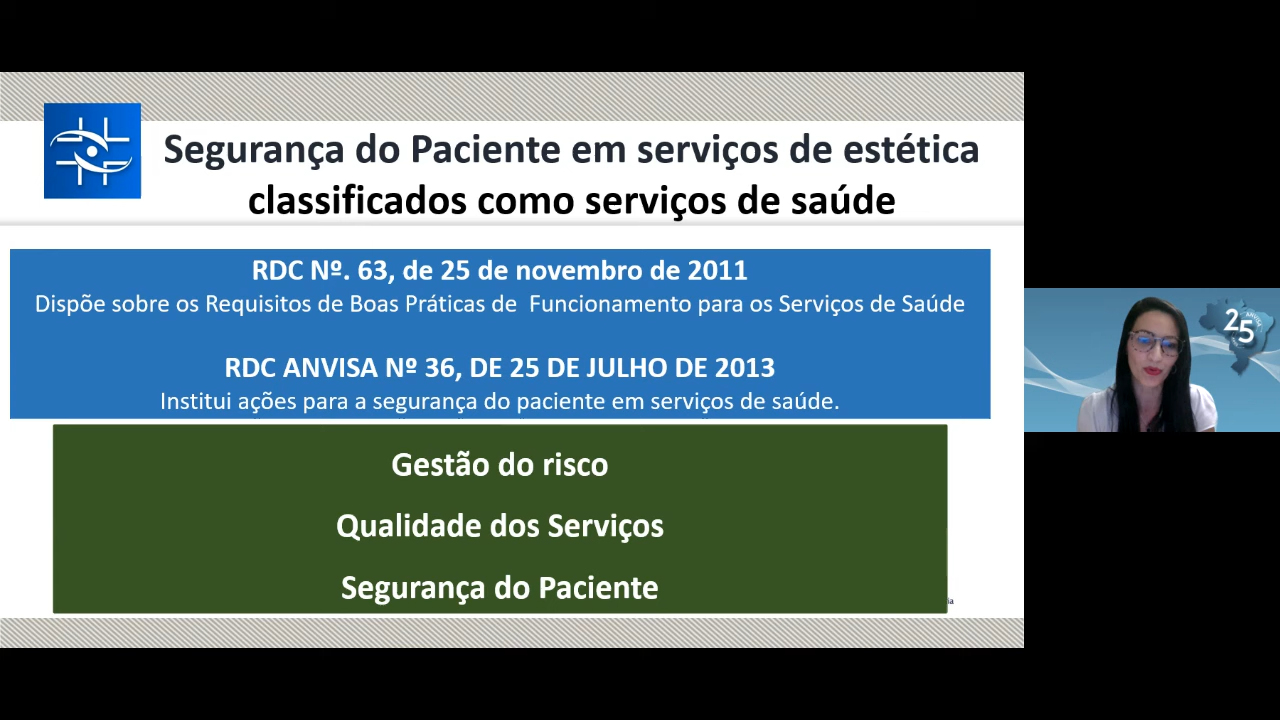 Segurança do Paciente em serviços de estética
classificados como serviços de saúde
RDC Nº. 63, de 25 de novembro de 2011
Dispõe sobre os Requisitos de Boas Práticas de Funcionamento para os Serviços de Saúde
RDC ANVISA Nº 36, DE 25 DE JULHO DE 2013
Institui ações para a segurança do paciente em serviços de saúde.
Gestão do risco
Qualidade dos Serviços
Segurança do Paciente
ia
25